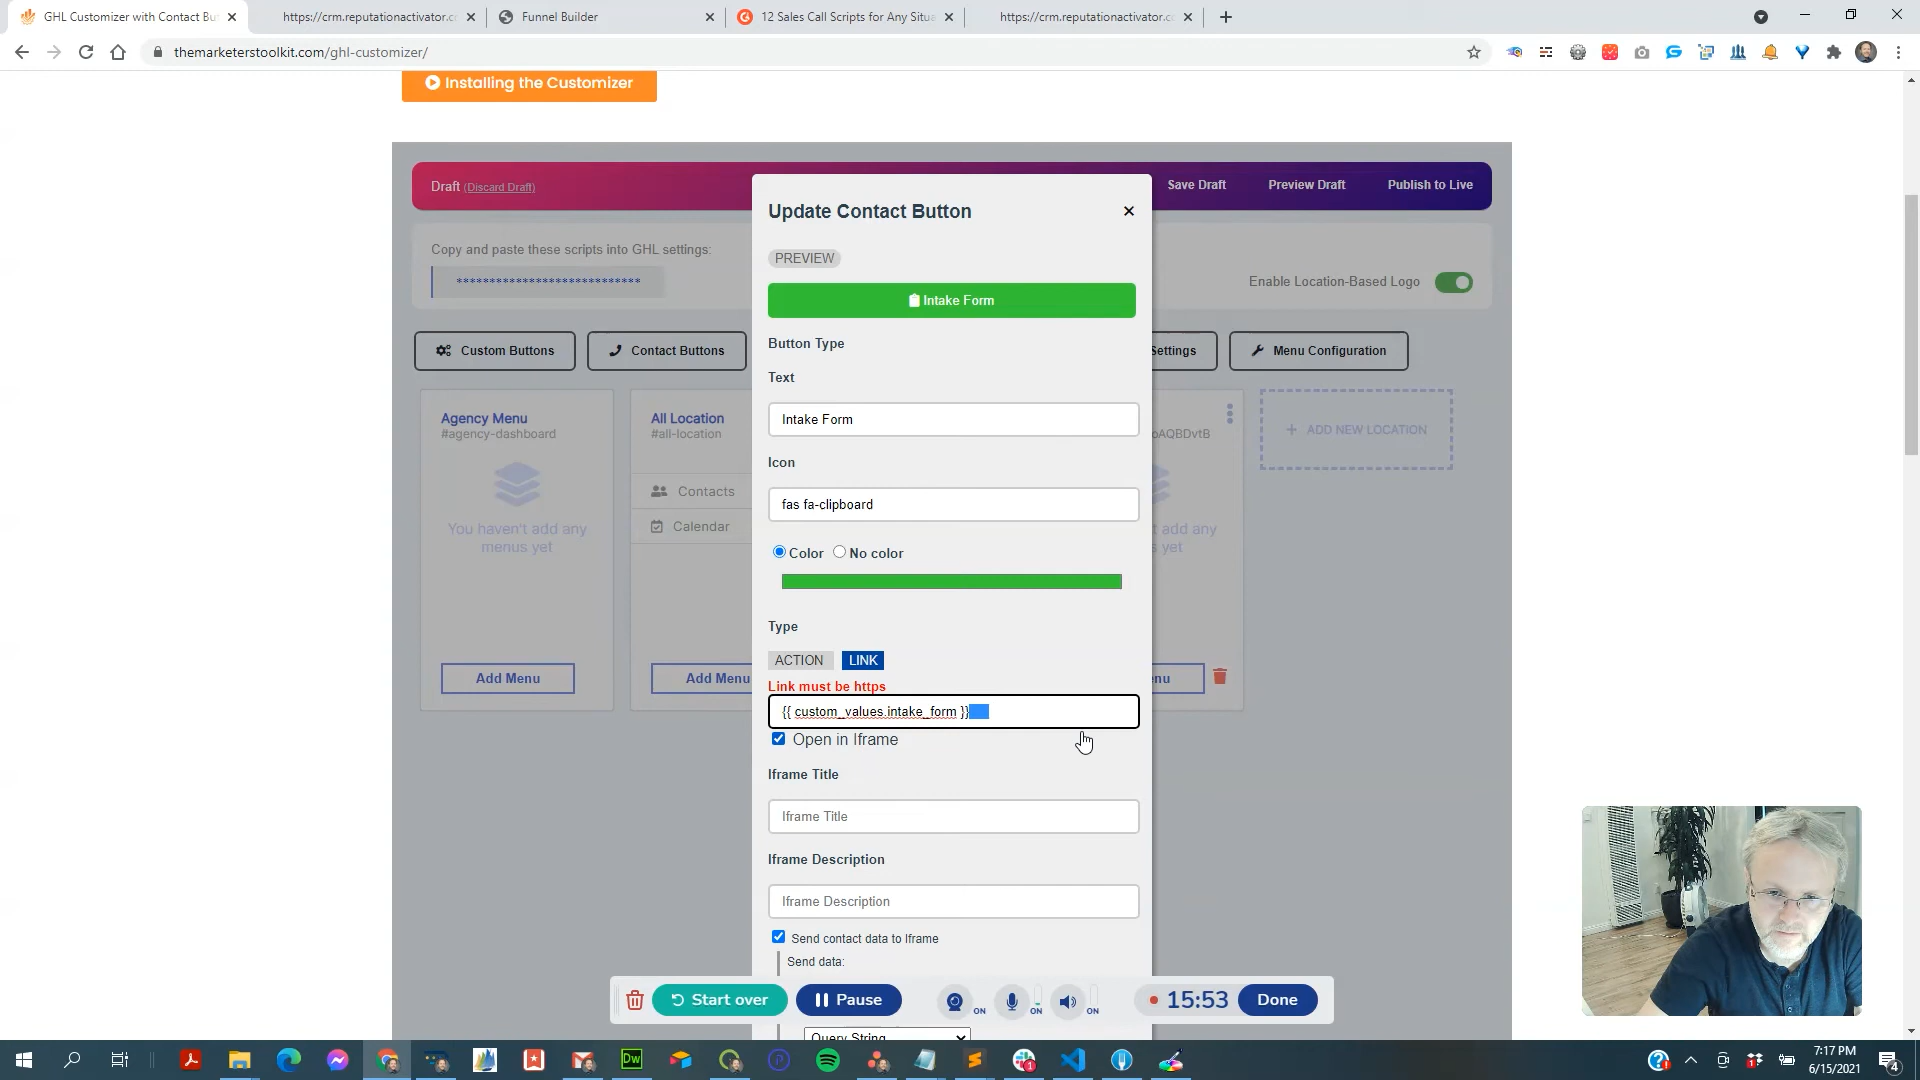 GHL Customizer with Contact Bu
https://crm.reputationactivator.c
Funnel Builder
12 Sales Call Scripts for Any Situa
https://crm.reputationactivator.c
themarketerstoolkit.com/ghl-customizer/
Installing the Customizer
Draft (Discard Draft)
Save Draft
Preview Draft
Publish to Live
Copy and paste these scripts into GHL settings:
****************************
Enable Location-Based Logo
Custom Buttons
Contact Buttons
Settings
Menu Configuration
Agency Menu
#agency-dashboard
You haven't add any
menus yet
Add Menu
All Location
#all-location
Contacts
Calendar
Add Menu
oAQBDvtB
t add any
s yet
nu
+ ADD NEW LOCATION
Update Contact Button
PREVIEW
Intake Form
Button Type
Text
Intake Form
Icon
fas fa-clipboard
Color
No color
Type
ACTION
LINK
Link must be https
{{ custom_values.intake_form }}
Open in Iframe
Iframe Title
Iframe Title
Iframe Description
Iframe Description
Send contact data to Iframe
Send data:
Query String
Start over
Pause
ON
ON
ON
15:53
Done
Dw
7:17 PM
6/15/2021
4